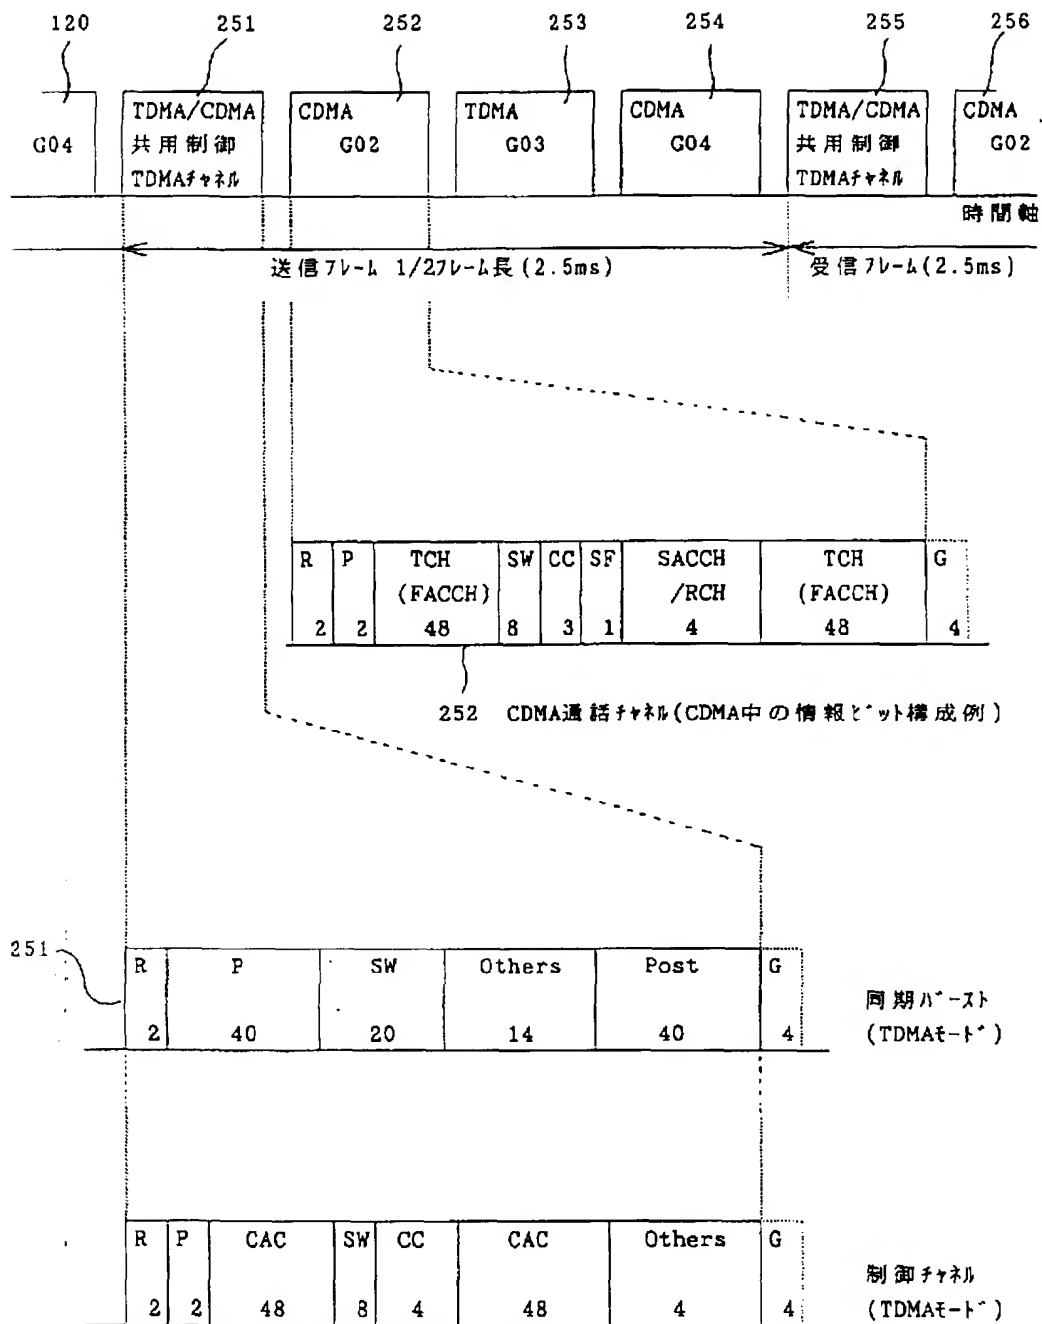 120 251 252 253 254 255 256
TDMA/CDMA CDMA TDMA CDMA TDMA/CDMA CDMA
G04 共用制御 G02 G03 G04 共用制御 G02
TDMAチャネル TDMAチャネル
時間軸
送信フレーム 1/2フレーム長(2.5ms) 受信フレーム(2.5ms)
R P TCH SW CC SF SACCH TCH G
(FACCH) /RCH (FACCH)
2 2 48 8 3 1 4 48 4
252 CDMA通話チャネル(CDMA中の情報ビット構成例)
251
R P SW Others Post G
同期バースト
2 40 20 14 40 4 (TDMAモード)
R P CAC SW CC CAC Others G
制御チャネル
2 2 48 8 4 48 4 4 (TDMAモード)